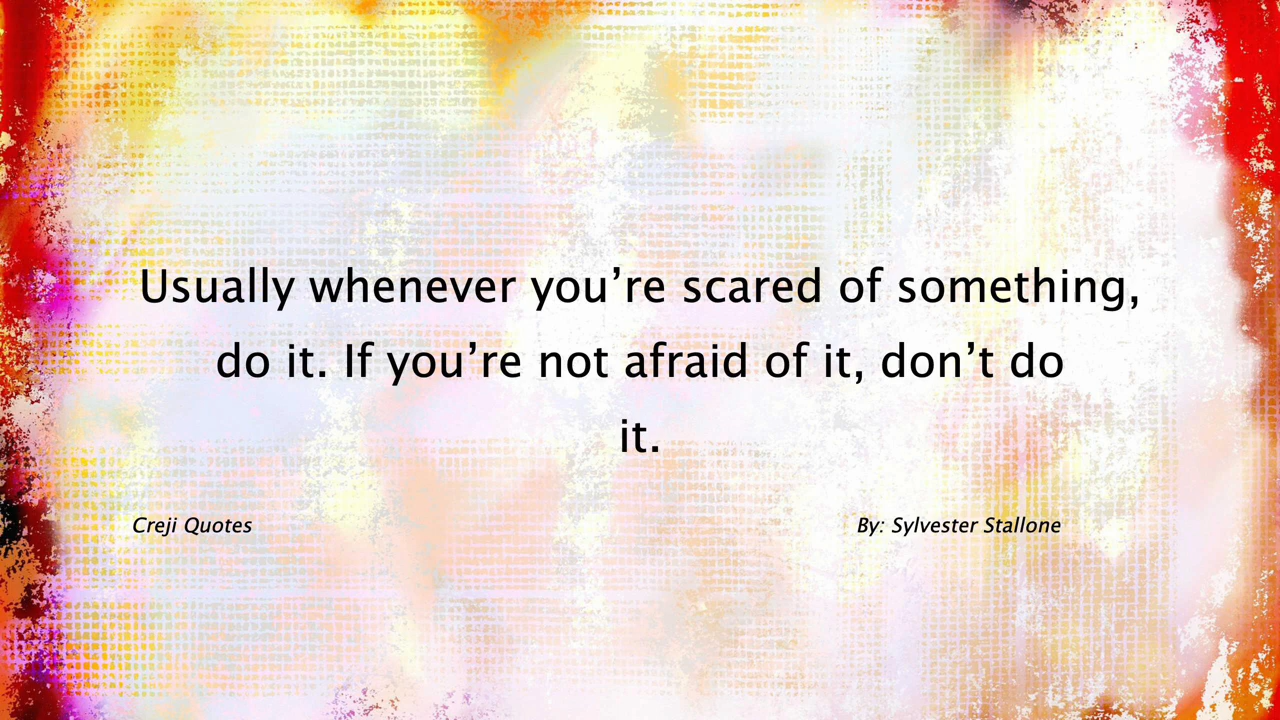 Usually whenever you’re scared of something,
do it. If you’re not afraid of it, don’t do
it.
Creji Quotes
By: Sylvester Stallone